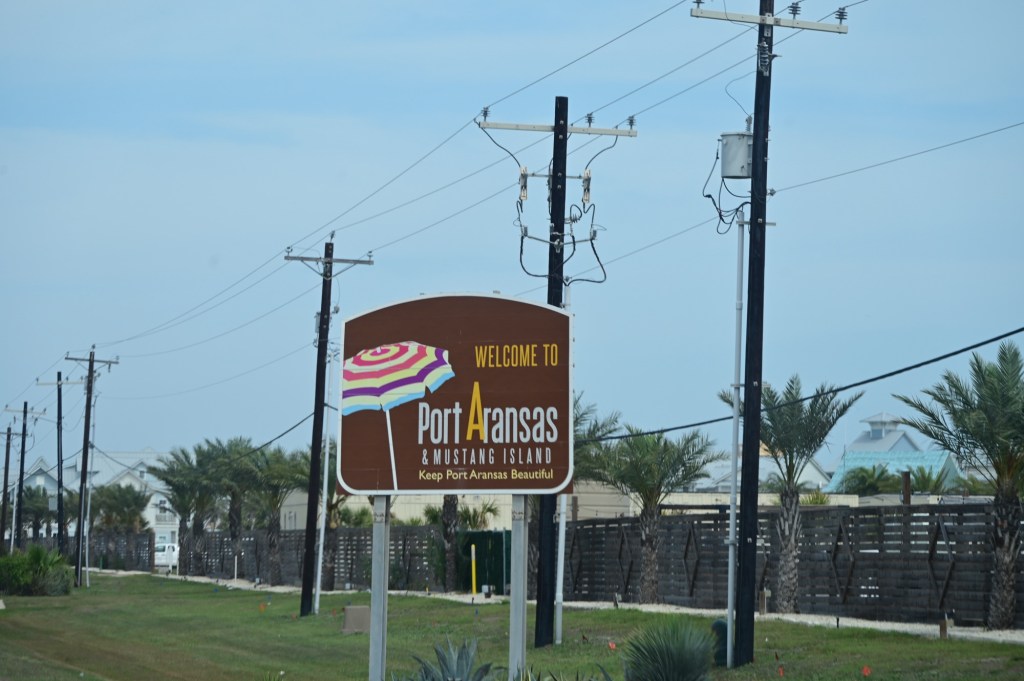 WELCOME TO
Port Aransas
& MUSTANG ISLAND
Keep Port Aransas Beautiful